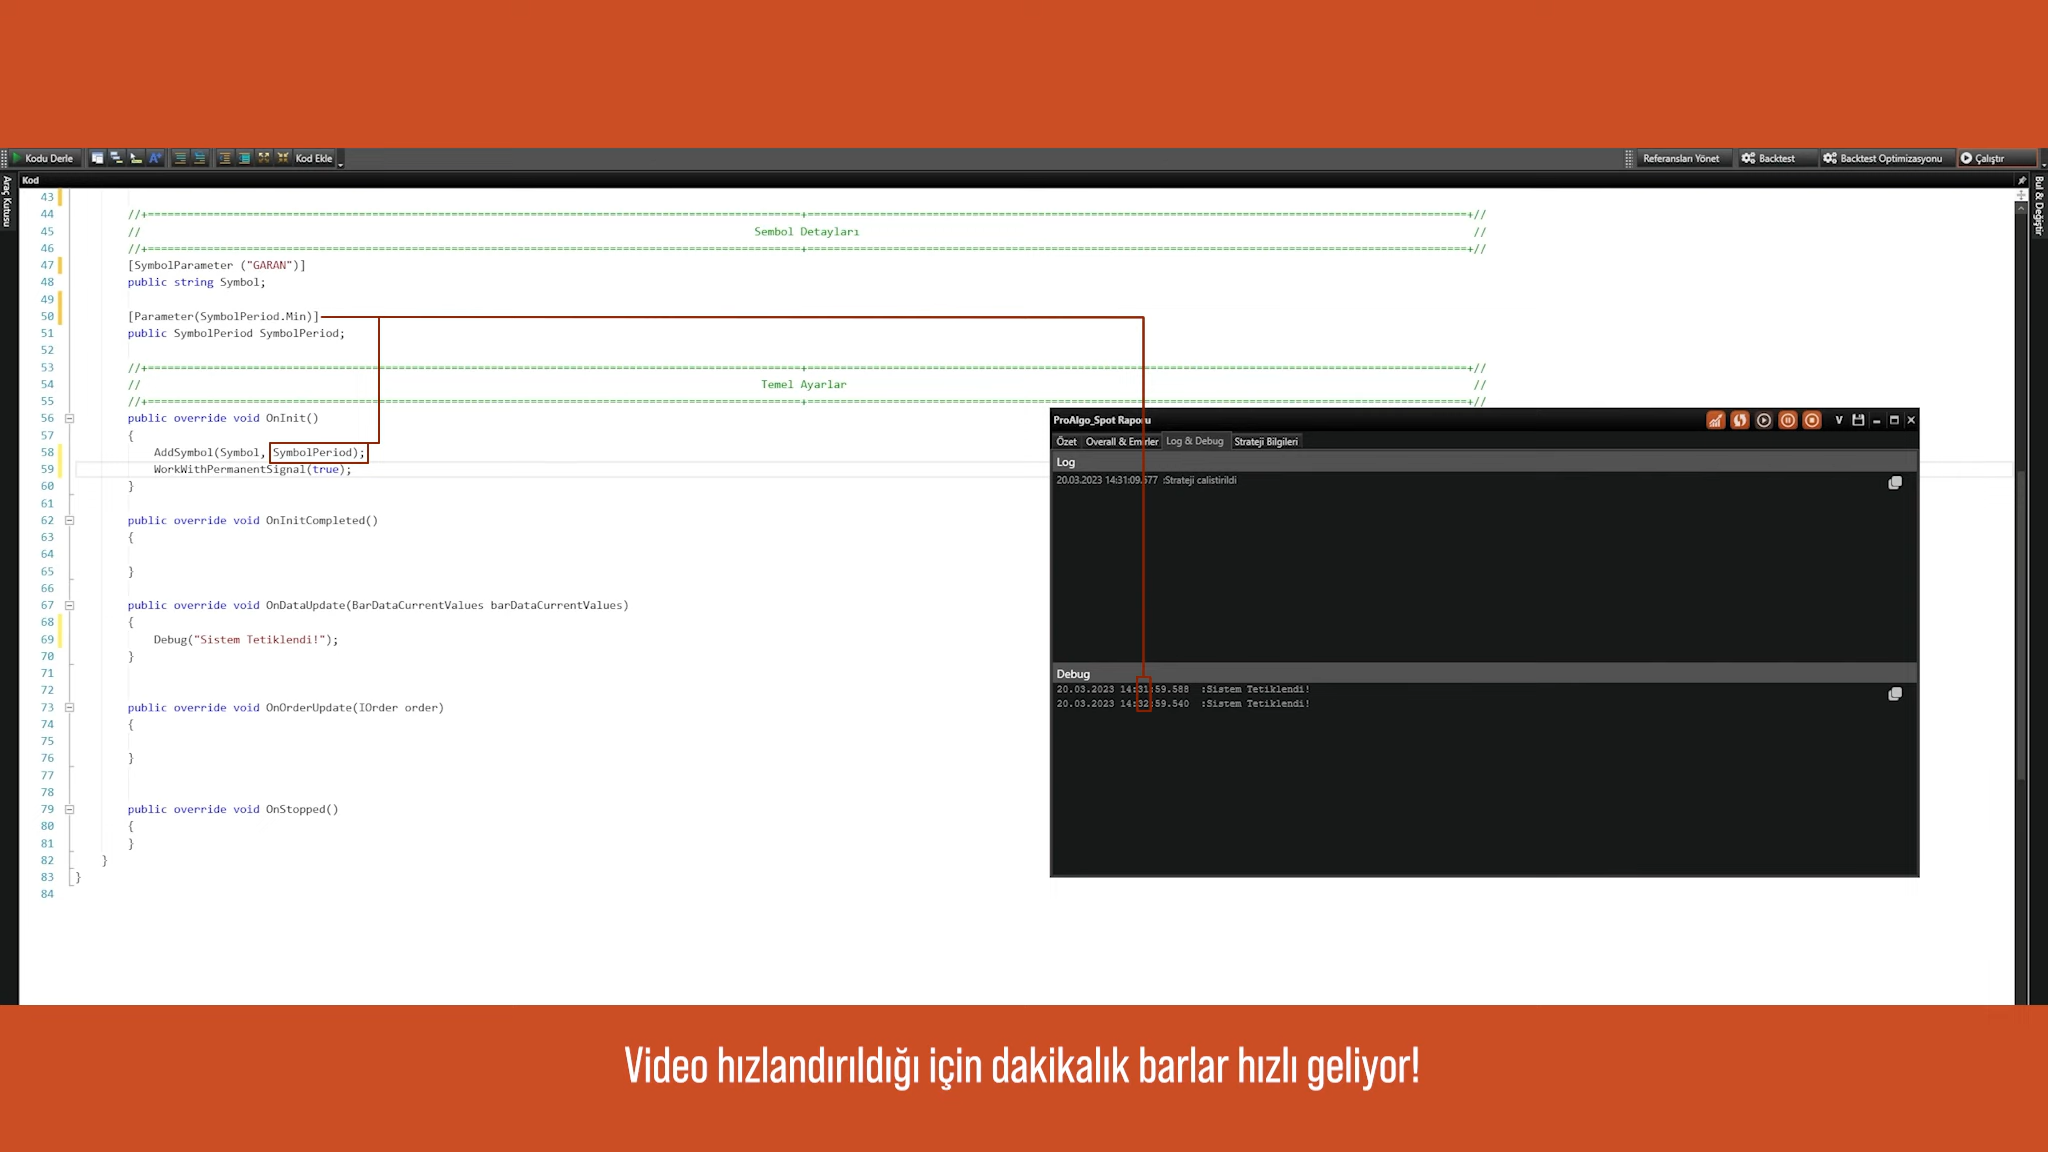 Kodu Derle
Kod Ekle
Referansları Yönet
Backtest
Backtest Optimizasyonu
Çalıştır
Araç Kutusu
Kod
Bul & Değiştir
43
44 //+===================================================================================================+====================================================================================================+//
45 // Sembol Detayları //
46 //+===================================================================================================+====================================================================================================+//
47 [SymbolParameter ("GARAN")]
48 public string Symbol;
49
50 [Parameter(SymbolPeriod.Min)]
51 public SymbolPeriod SymbolPeriod;
52
53 //+===================================================================================================+====================================================================================================+//
54 // Temel Ayarlar //
55 //+===================================================================================================+====================================================================================================+//
56 public override void OnInit()
57 {
58 AddSymbol(Symbol, SymbolPeriod);
59 WorkWithPermanentSignal(true);
60 }
61
62 public override void OnInitCompleted()
63 {
64
65 }
66
67 public override void OnDataUpdate(BarDataCurrentValues barDataCurrentValues)
68 {
69 Debug("Sistem Tetiklendi!");
70 }
71
72
73 public override void OnOrderUpdate(IOrder order)
74 {
75
76 }
77
78
79 public override void OnStopped()
80 {
81 }
82 }
83 }
84
ProAlgo_Spot Raporu
V
Özet
Overall & Emirler
Log & Debug
Strateji Bilgileri
Log
20.03.2023 14:31:09.577 :Strateji calistirildi
Debug
20.03.2023 14:31:59.588 :Sistem Tetiklendi!
20.03.2023 14:32:59.540 :Sistem Tetiklendi!
Video hızlandırıldığı için dakikalık barlar hızlı geliyor!